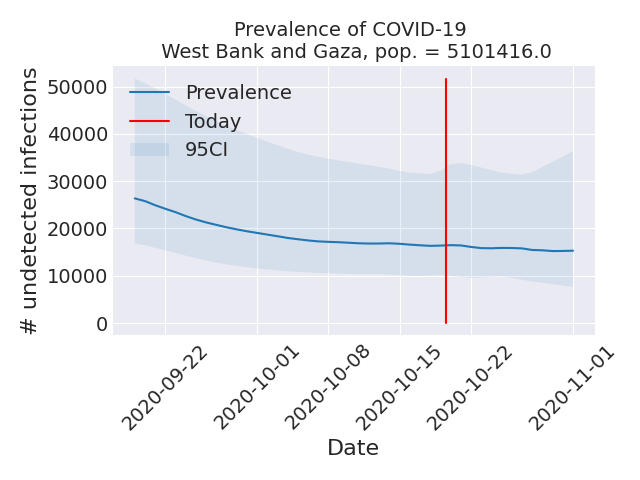 Prevalence of COVID-19
West Bank and Gaza, pop. = 5101416.0
# undetected infections
50000
40000
30000
20000
10000
0
Prevalence
Today
95CI
2020-09-22
2020-10-01
2020-10-08
2020-10-15
2020-10-22
2020-11-01
Date